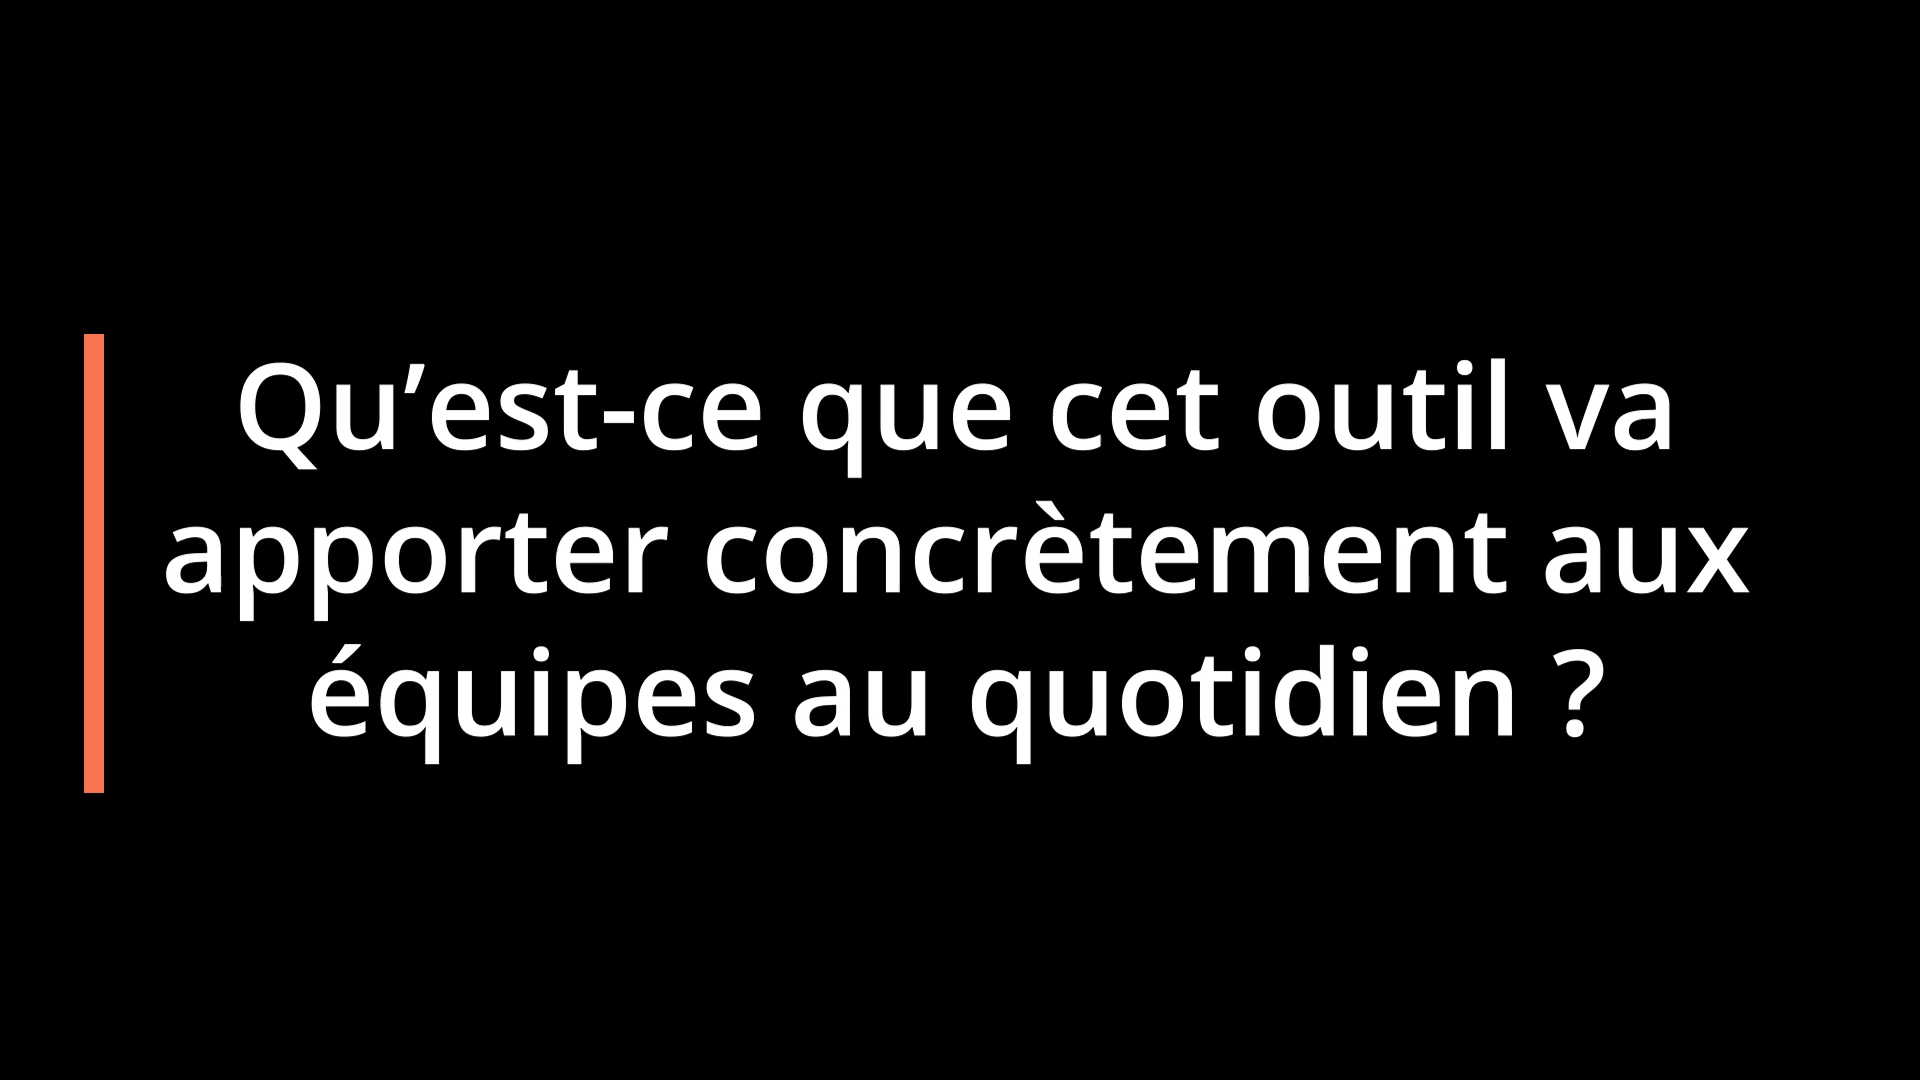 Qu’est-ce que cet outil va
apporter concrètement aux
équipes au quotidien ?